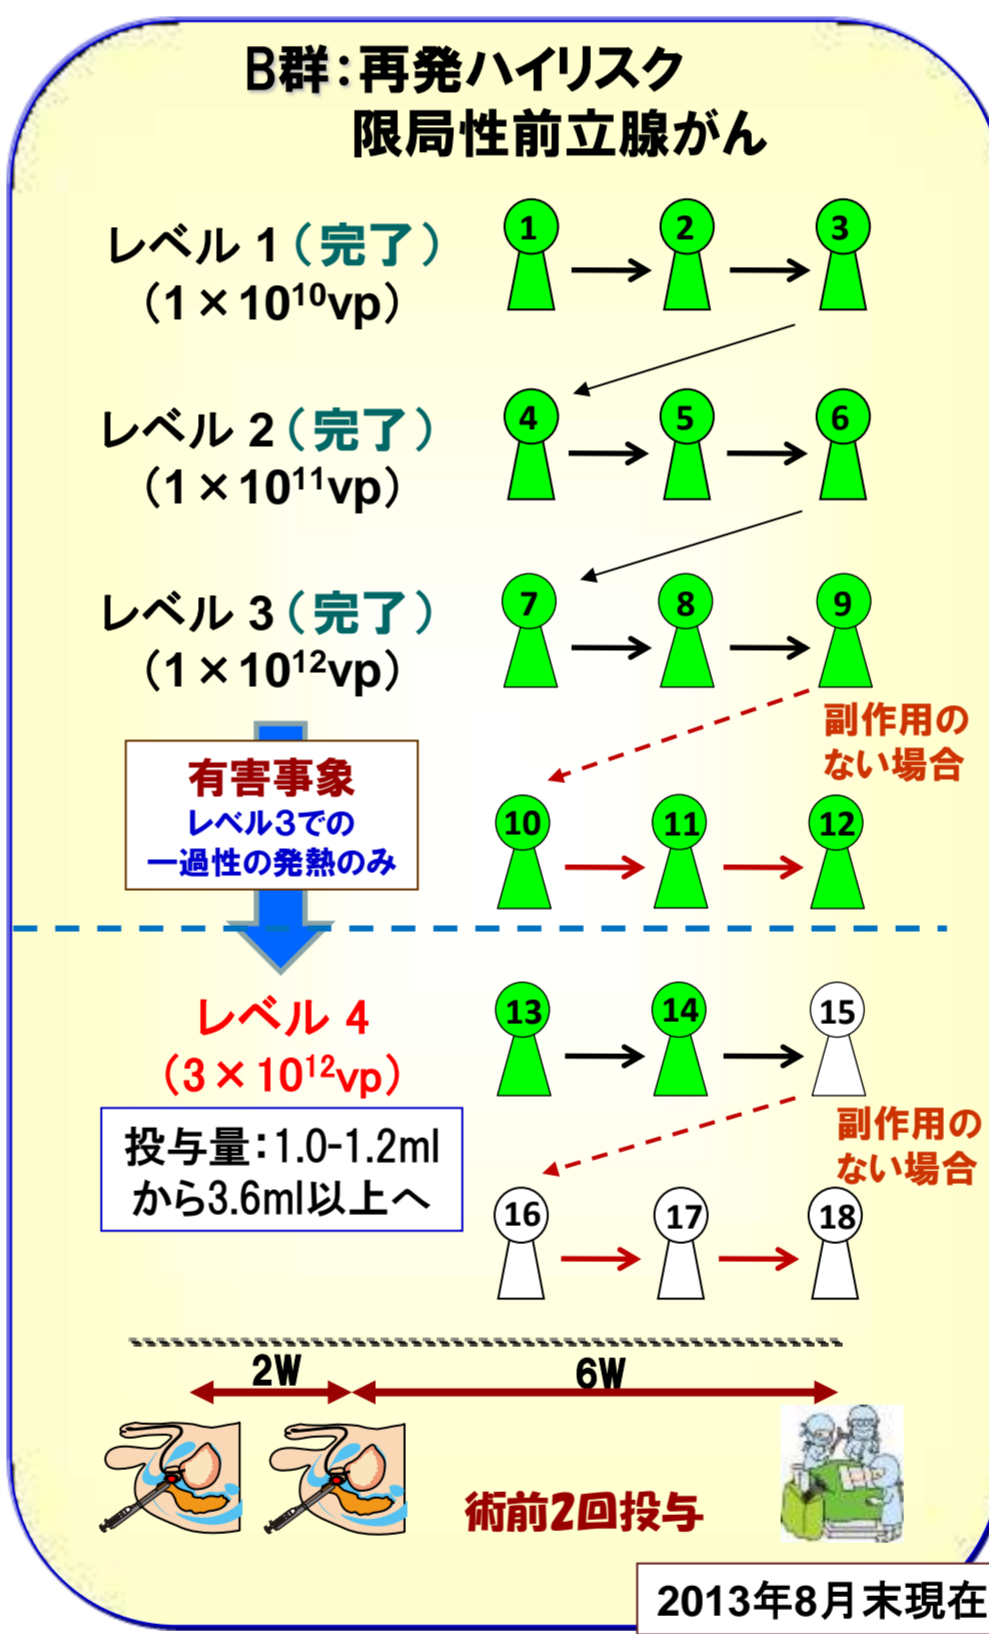 B群：再発ハイリスク
限局性前立腺がん
レベル 1（完了）
（1×10¹⁰vp）
1 2 3
レベル 2（完了）
（1×10¹¹vp）
4 5 6
レベル 3（完了）
（1×10¹²vp）
7 8 9
副作用の
ない場合
有害事象
レベル3での
一過性の発熱のみ
10 11 12
レベル 4
（3×10¹²vp）
13 14 15
副作用の
ない場合
投与量：1.0-1.2ml
から3.6ml以上へ
16 17 18
2W 6W
術前2回投与
2013年8月末現在